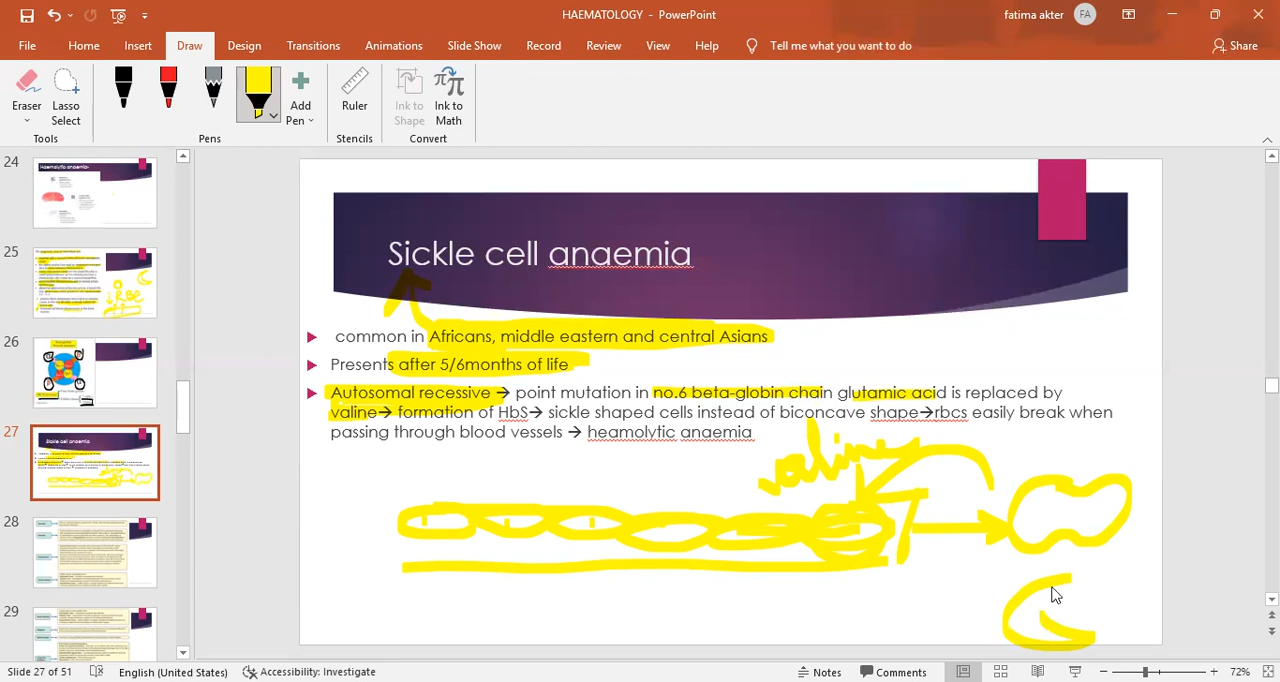 HAEMATOLOGY - PowerPoint
fatima akter
FA
File Home Insert Draw Design Transitions Animations Slide Show Record Review View Help Tell me what you want to do
Share
Eraser
Lasso Select
Add Pen
Ruler
Ink to Shape
Ink to Math
Tools
Pens
Stencils
Convert
24
Haemolytic anaemia-
25
RBC
26
27
Sickle cell anaemia
28
29
Sickle cell anaemia
common in Africans, middle eastern and central Asians
Presents after 5/6months of life
Autosomal recessive → point mutation in no.6 beta-globin chain glutamic acid is replaced by
valine→ formation of HbS→ sickle shaped cells instead of biconcave shape→rbcs easily break when
passing through blood vessels → heamolytic anaemia
valine
Slide 27 of 51
English (United States)
Accessibility: Investigate
Notes
Comments
72%